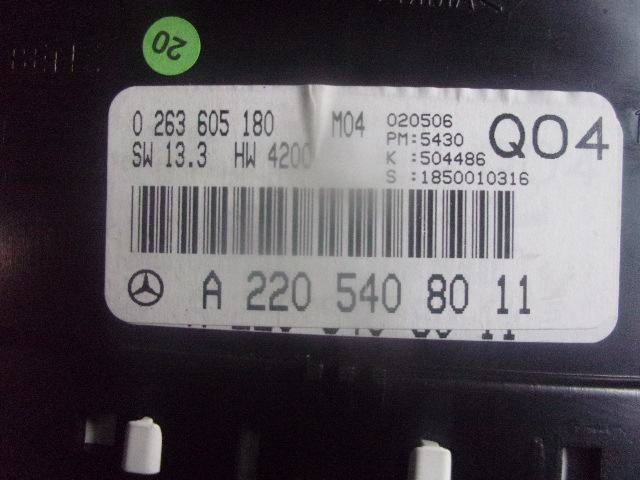 20
0 263 605 180 M04 020506 Q04
PM:5430
SW 13.3 HW 4200 K :504486
S :1850010316
A 220 540 80 11